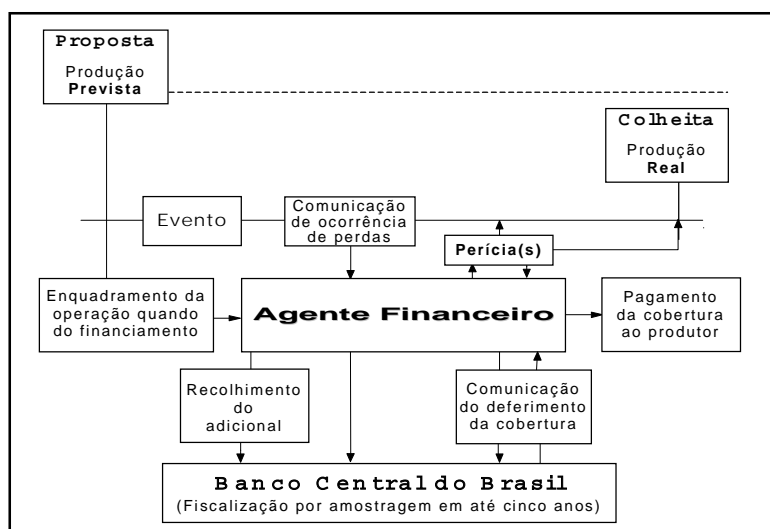 Proposta
Produção
Prevista
Colheita
Produção
Real
Evento
Comunicação
de ocorrência
de perdas
Perícia(s)
Enquadramento da
operação quando
do financiamento
Agente Financeiro
Pagamento
da cobertura
ao produtor
Recolhimento
do
adicional
Comunicação
do deferimento
da cobertura
Banco Central do Brasil
(Fiscalização por amostragem em até cinco anos)